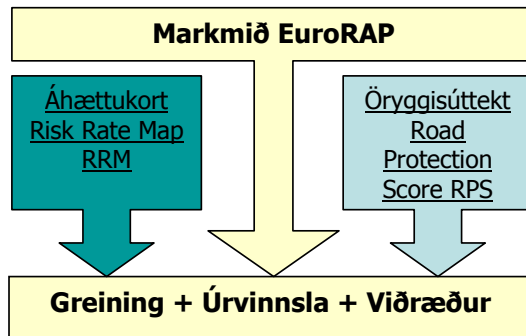 Markmið EuroRAP
Áhættukort
Risk Rate Map
RRM
Öryggisúttekt
Road
Protection
Score RPS
Greining + Úrvinnsla + Viðræður